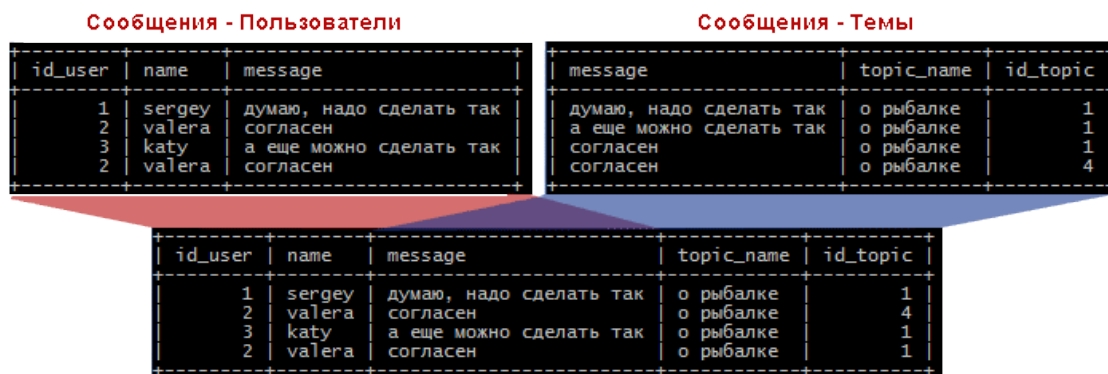 Сообщения - Пользователи
id_user | name | message
1 | sergey | думаю, надо сделать так
2 | valera | согласен
3 | katy | а еще можно сделать так
2 | valera | согласен
Сообщения - Темы
message | topic_name | id_topic
думаю, надо сделать так | о рыбалке | 1
а еще можно сделать так | о рыбалке | 1
согласен | о рыбалке | 1
согласен | о рыбалке | 4
id_user | name | message | topic_name | id_topic
1 | sergey | думаю, надо сделать так | о рыбалке | 1
2 | valera | согласен | о рыбалке | 4
3 | katy | а еще можно сделать так | о рыбалке | 1
2 | valera | согласен | о рыбалке | 1